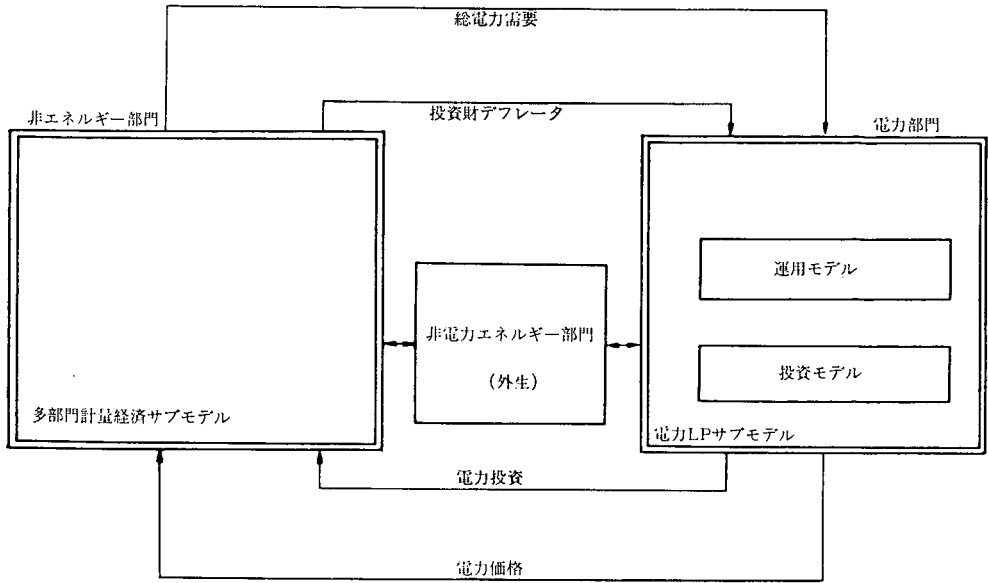 総電力需要
非エネルギー部門
投資財デフレータ
電力部門
運用モデル
非電力エネルギー部門
(外生)
投資モデル
多部門計量経済サブモデル
電力LPサブモデル
電力投資
電力価格